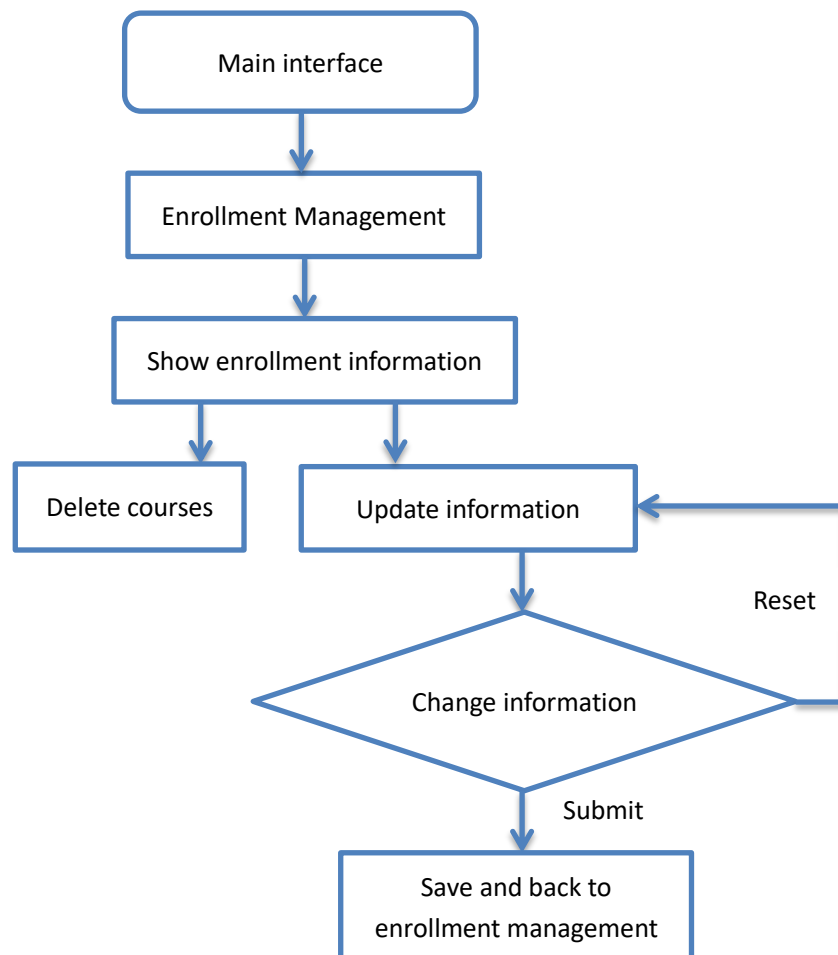 Main interface
Enrollment Management
Show enrollment information
Delete courses
Update information
Reset
Change information
Submit
Save and back to
enrollment management